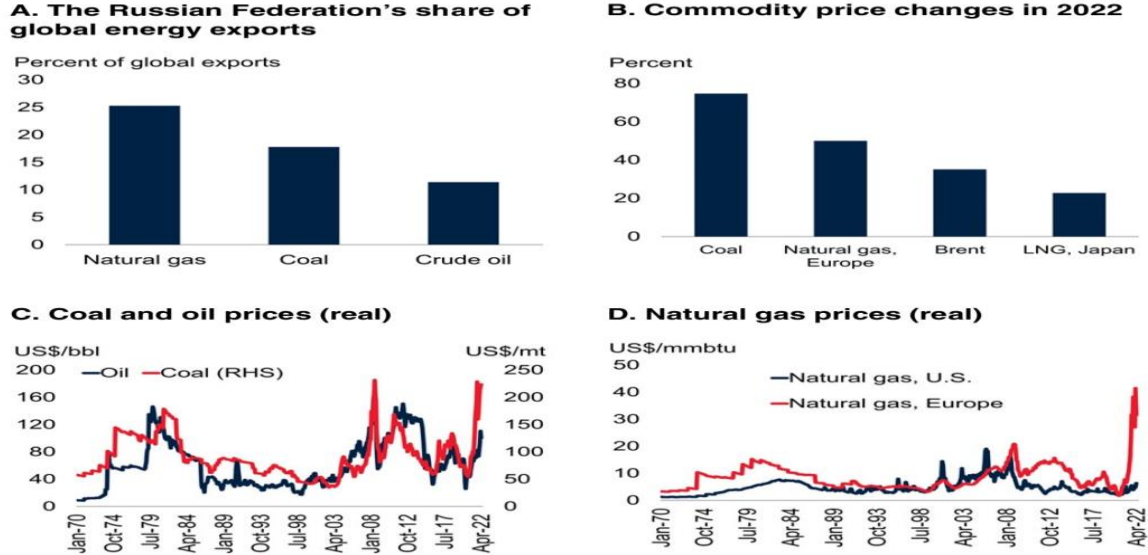 A. The Russian Federation's share of
global energy exports
Percent of global exports
30
25
20
15
10
5
0
Natural gas
Coal
Crude oil
B. Commodity price changes in 2022
Percent
80
60
40
20
0
Coal
Natural gas,
Europe
Brent
LNG, Japan
C. Coal and oil prices (real)
US$/bbl
US$/mt
200
160
120
80
40
0
Oil
Coal (RHS)
250
200
150
100
50
0
Jan-70
Oct-74
Jul-79
Apr-84
Jan-89
Oct-93
Jul-98
Apr-03
Jan-08
Oct-12
Jul-17
Apr-22
D. Natural gas prices (real)
US$/mmbtu
50
40
30
20
10
0
Natural gas, U.S.
Natural gas, Europe
Jan-70
Oct-74
Jul-79
Apr-84
Jan-89
Oct-93
Jul-98
Apr-03
Jan-08
Oct-12
Jul-17
Apr-22